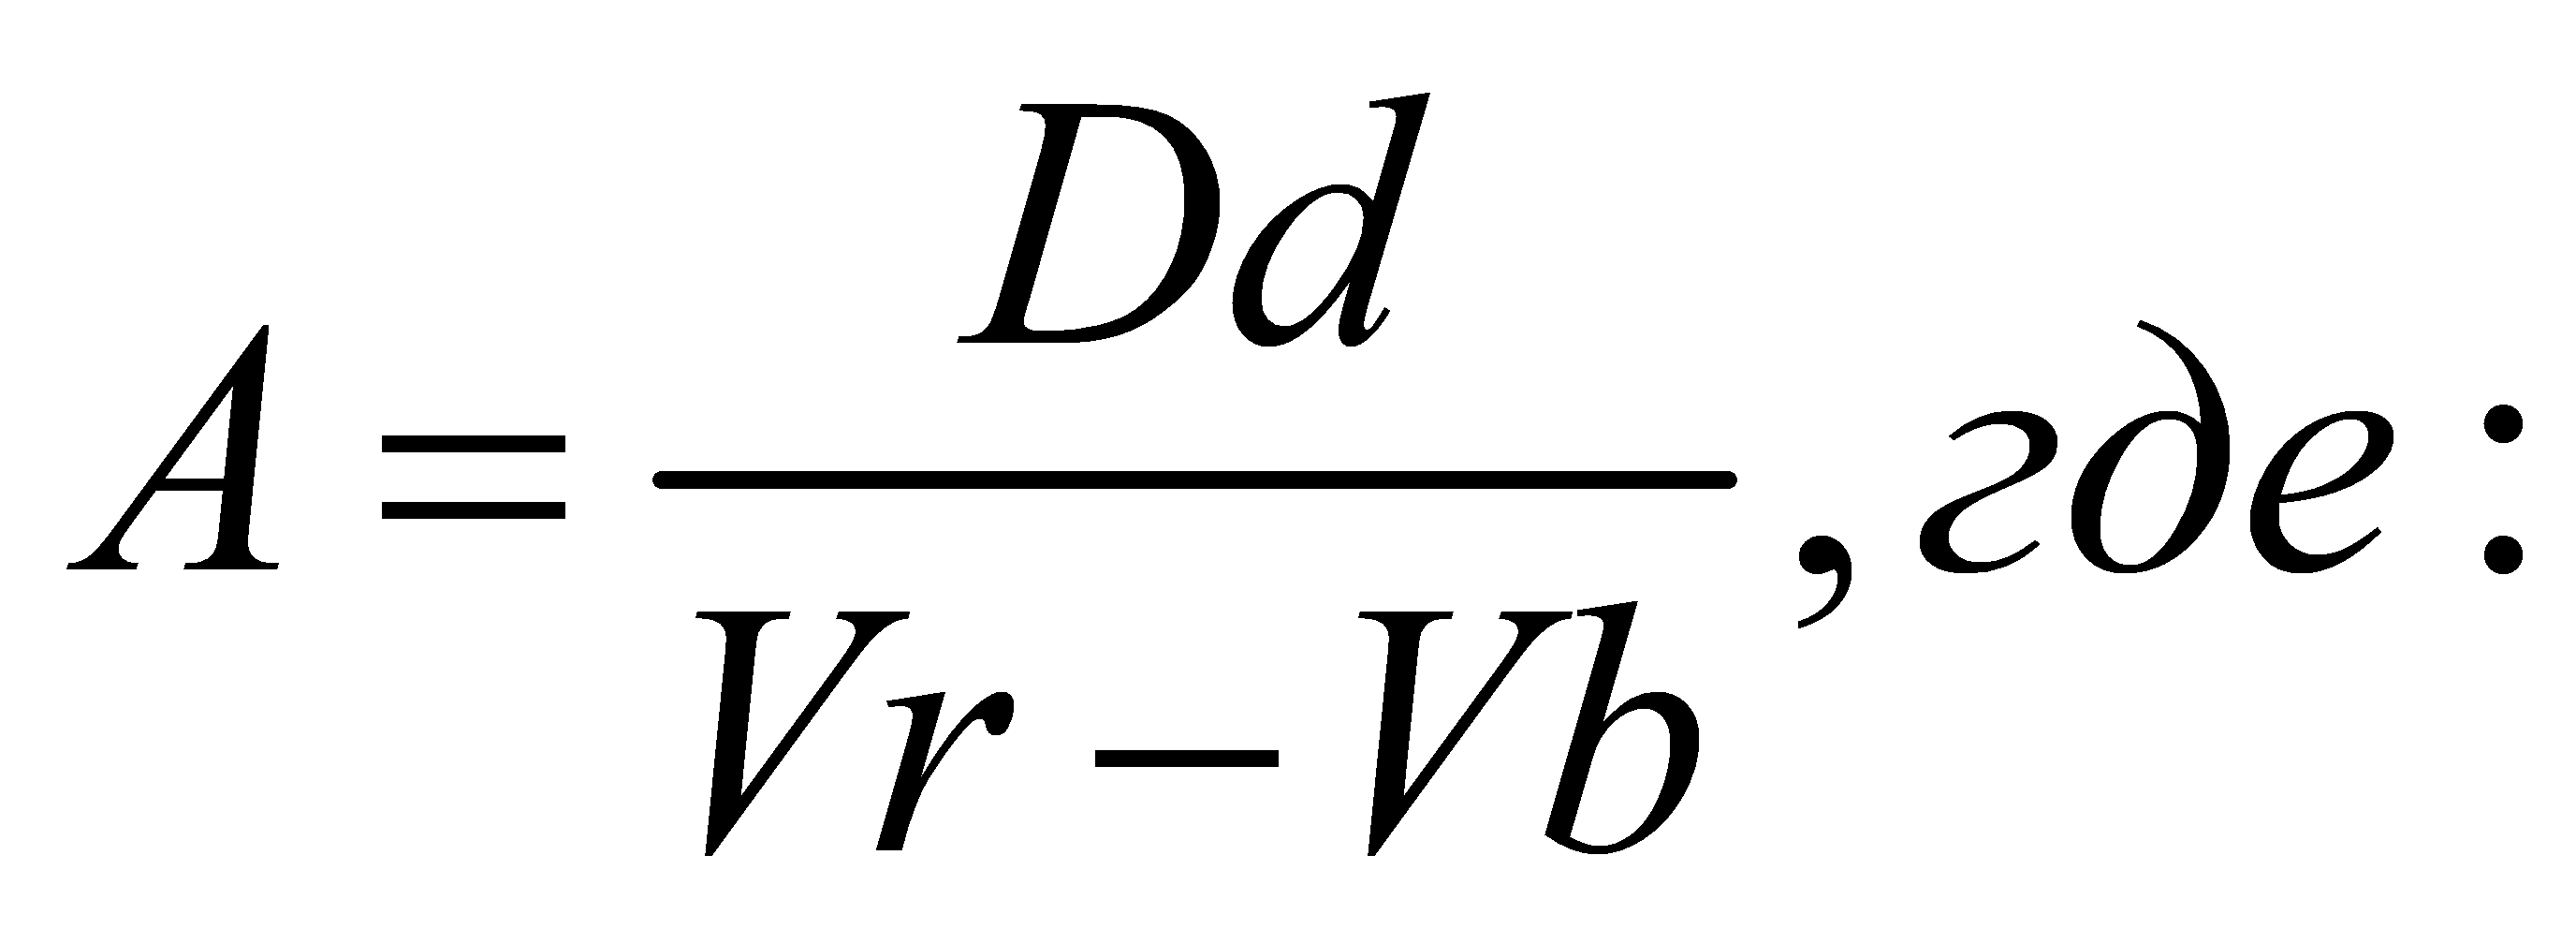 A = Dd / Vr − Vb , где :